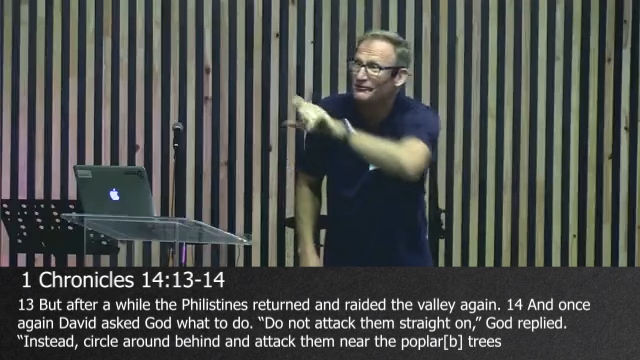 1 Chronicles 14:13-14
13 But after a while the Philistines returned and raided the valley again. 14 And once
again David asked God what to do. “Do not attack them straight on,” God replied.
“Instead, circle around behind and attack them near the poplar[b] trees